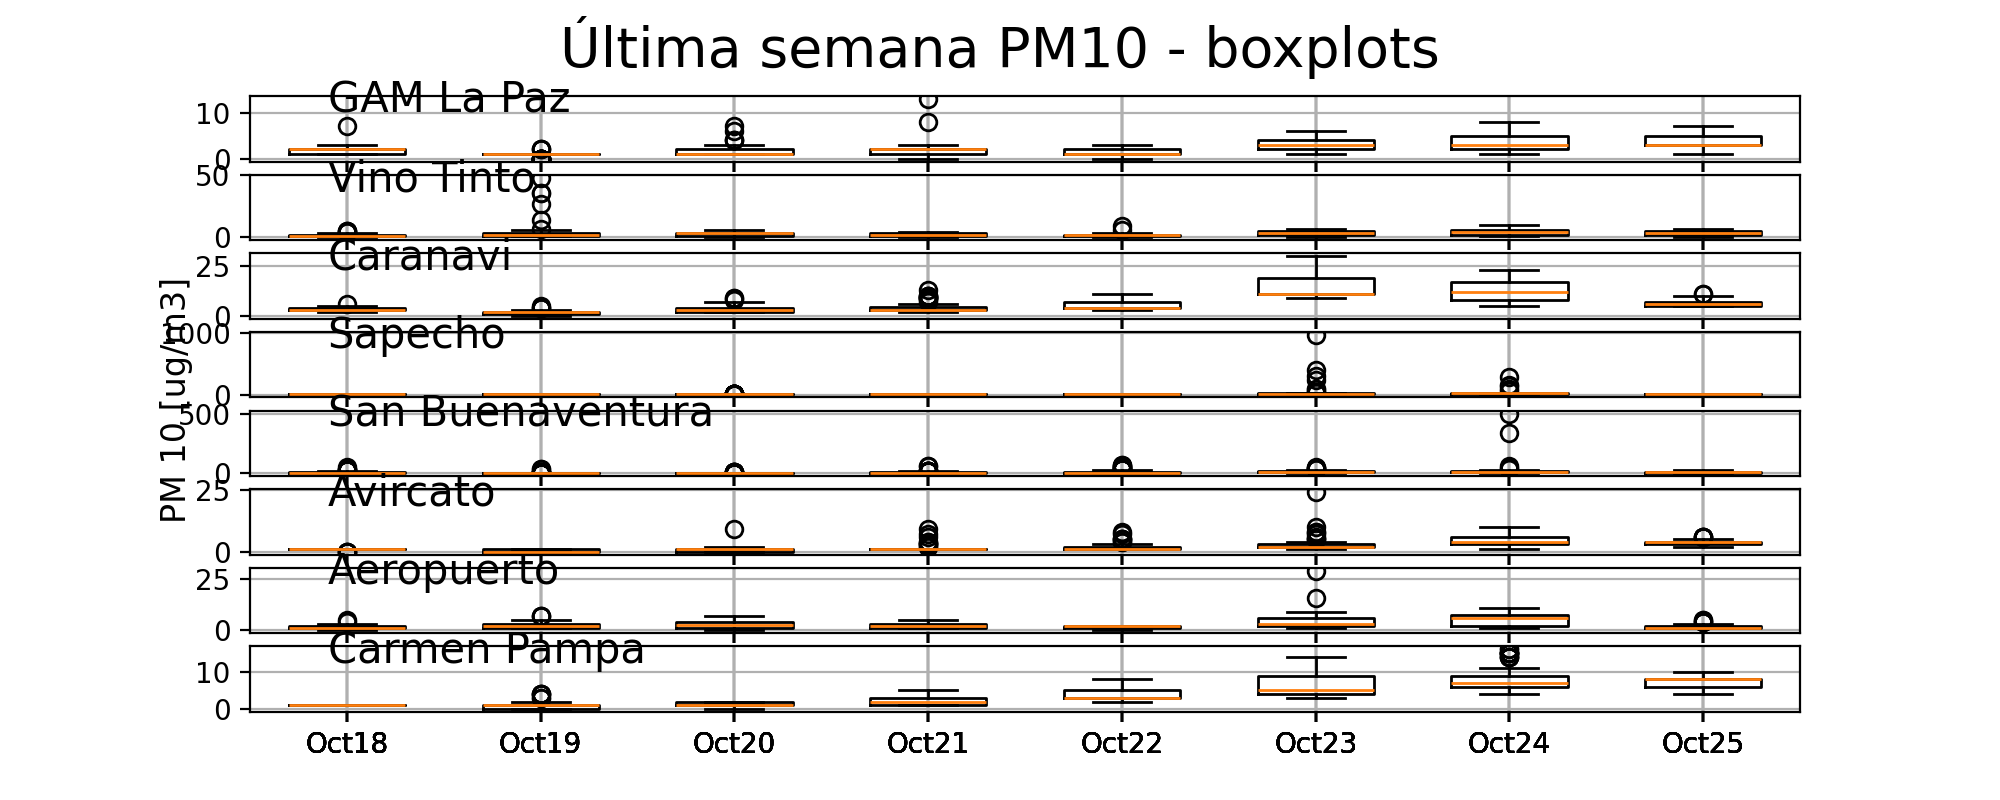 Última semana PM10 - boxplots
GAM La Paz
10
0
Vino Tinto
50
0
Caranavi
25
0
PM 10 [ug/m3]
Sapecho
1000
0
San Buenaventura
500
0
Avircato
25
0
Aeropuerto
25
0
Carmen Pampa
10
0
Oct18 Oct19 Oct20 Oct21 Oct22 Oct23 Oct24 Oct25